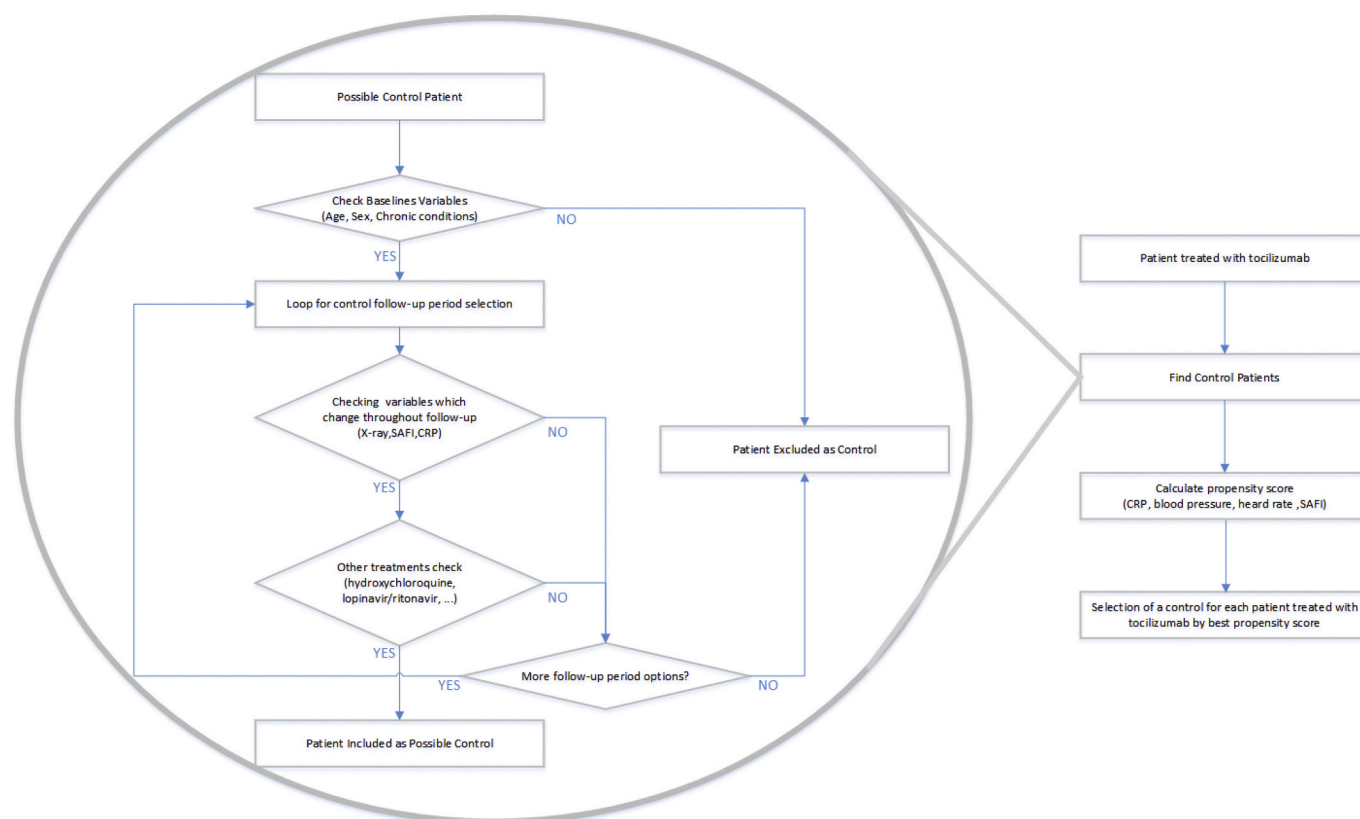 Possible Control Patient
Check Baselines Variables
(Age, Sex, Chronic conditions)
NO
YES
Loop for control follow-up period selection
Checking variables which
change throughout follow-up
(X-ray,SAFI,CRP)
NO
YES
Other treatments check
(hydroxychloroquine,
lopinavir/ritonavir, ...)
NO
YES
More follow-up period options?
YES
NO
Patient Included as Possible Control
Patient Excluded as Control
Patient treated with tocilizumab
Find Control Patients
Calculate propensity score
(CRP, blood pressure, heard rate ,SAFI)
Selection of a control for each patient treated with
tocilizumab by best propensity score